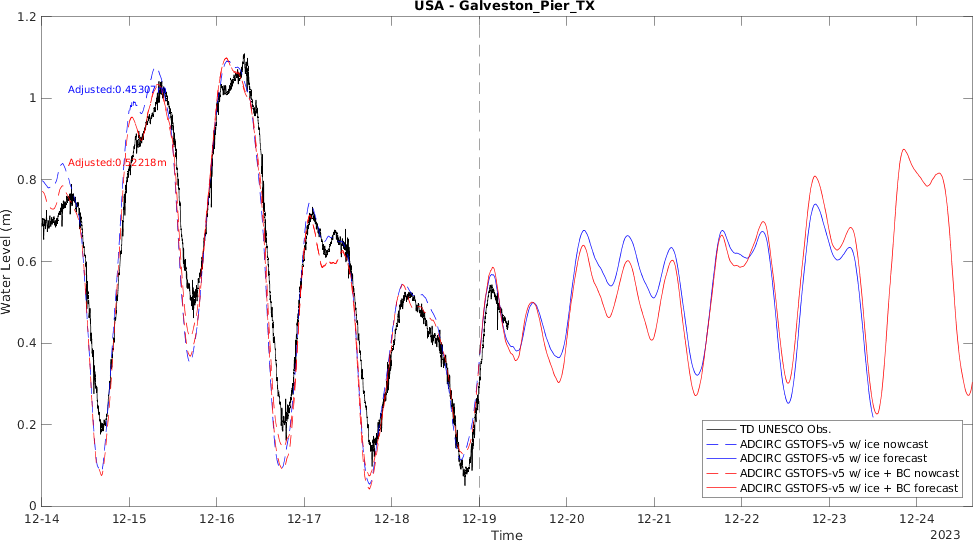 USA - Galveston_Pier_TX
Water Level (m)
1.2
1
0.8
0.6
0.4
0.2
0
Adjusted:0.45307
Adjusted:0.52218m
TD UNESCO Obs.
ADCIRC GSTOFS-v5 w/ ice nowcast
ADCIRC GSTOFS-v5 w/ ice forecast
ADCIRC GSTOFS-v5 w/ ice + BC nowcast
ADCIRC GSTOFS-v5 w/ ice + BC forecast
12-14 12-15 12-16 12-17 12-18 12-19 12-20 12-21 12-22 12-23 12-24
Time
2023